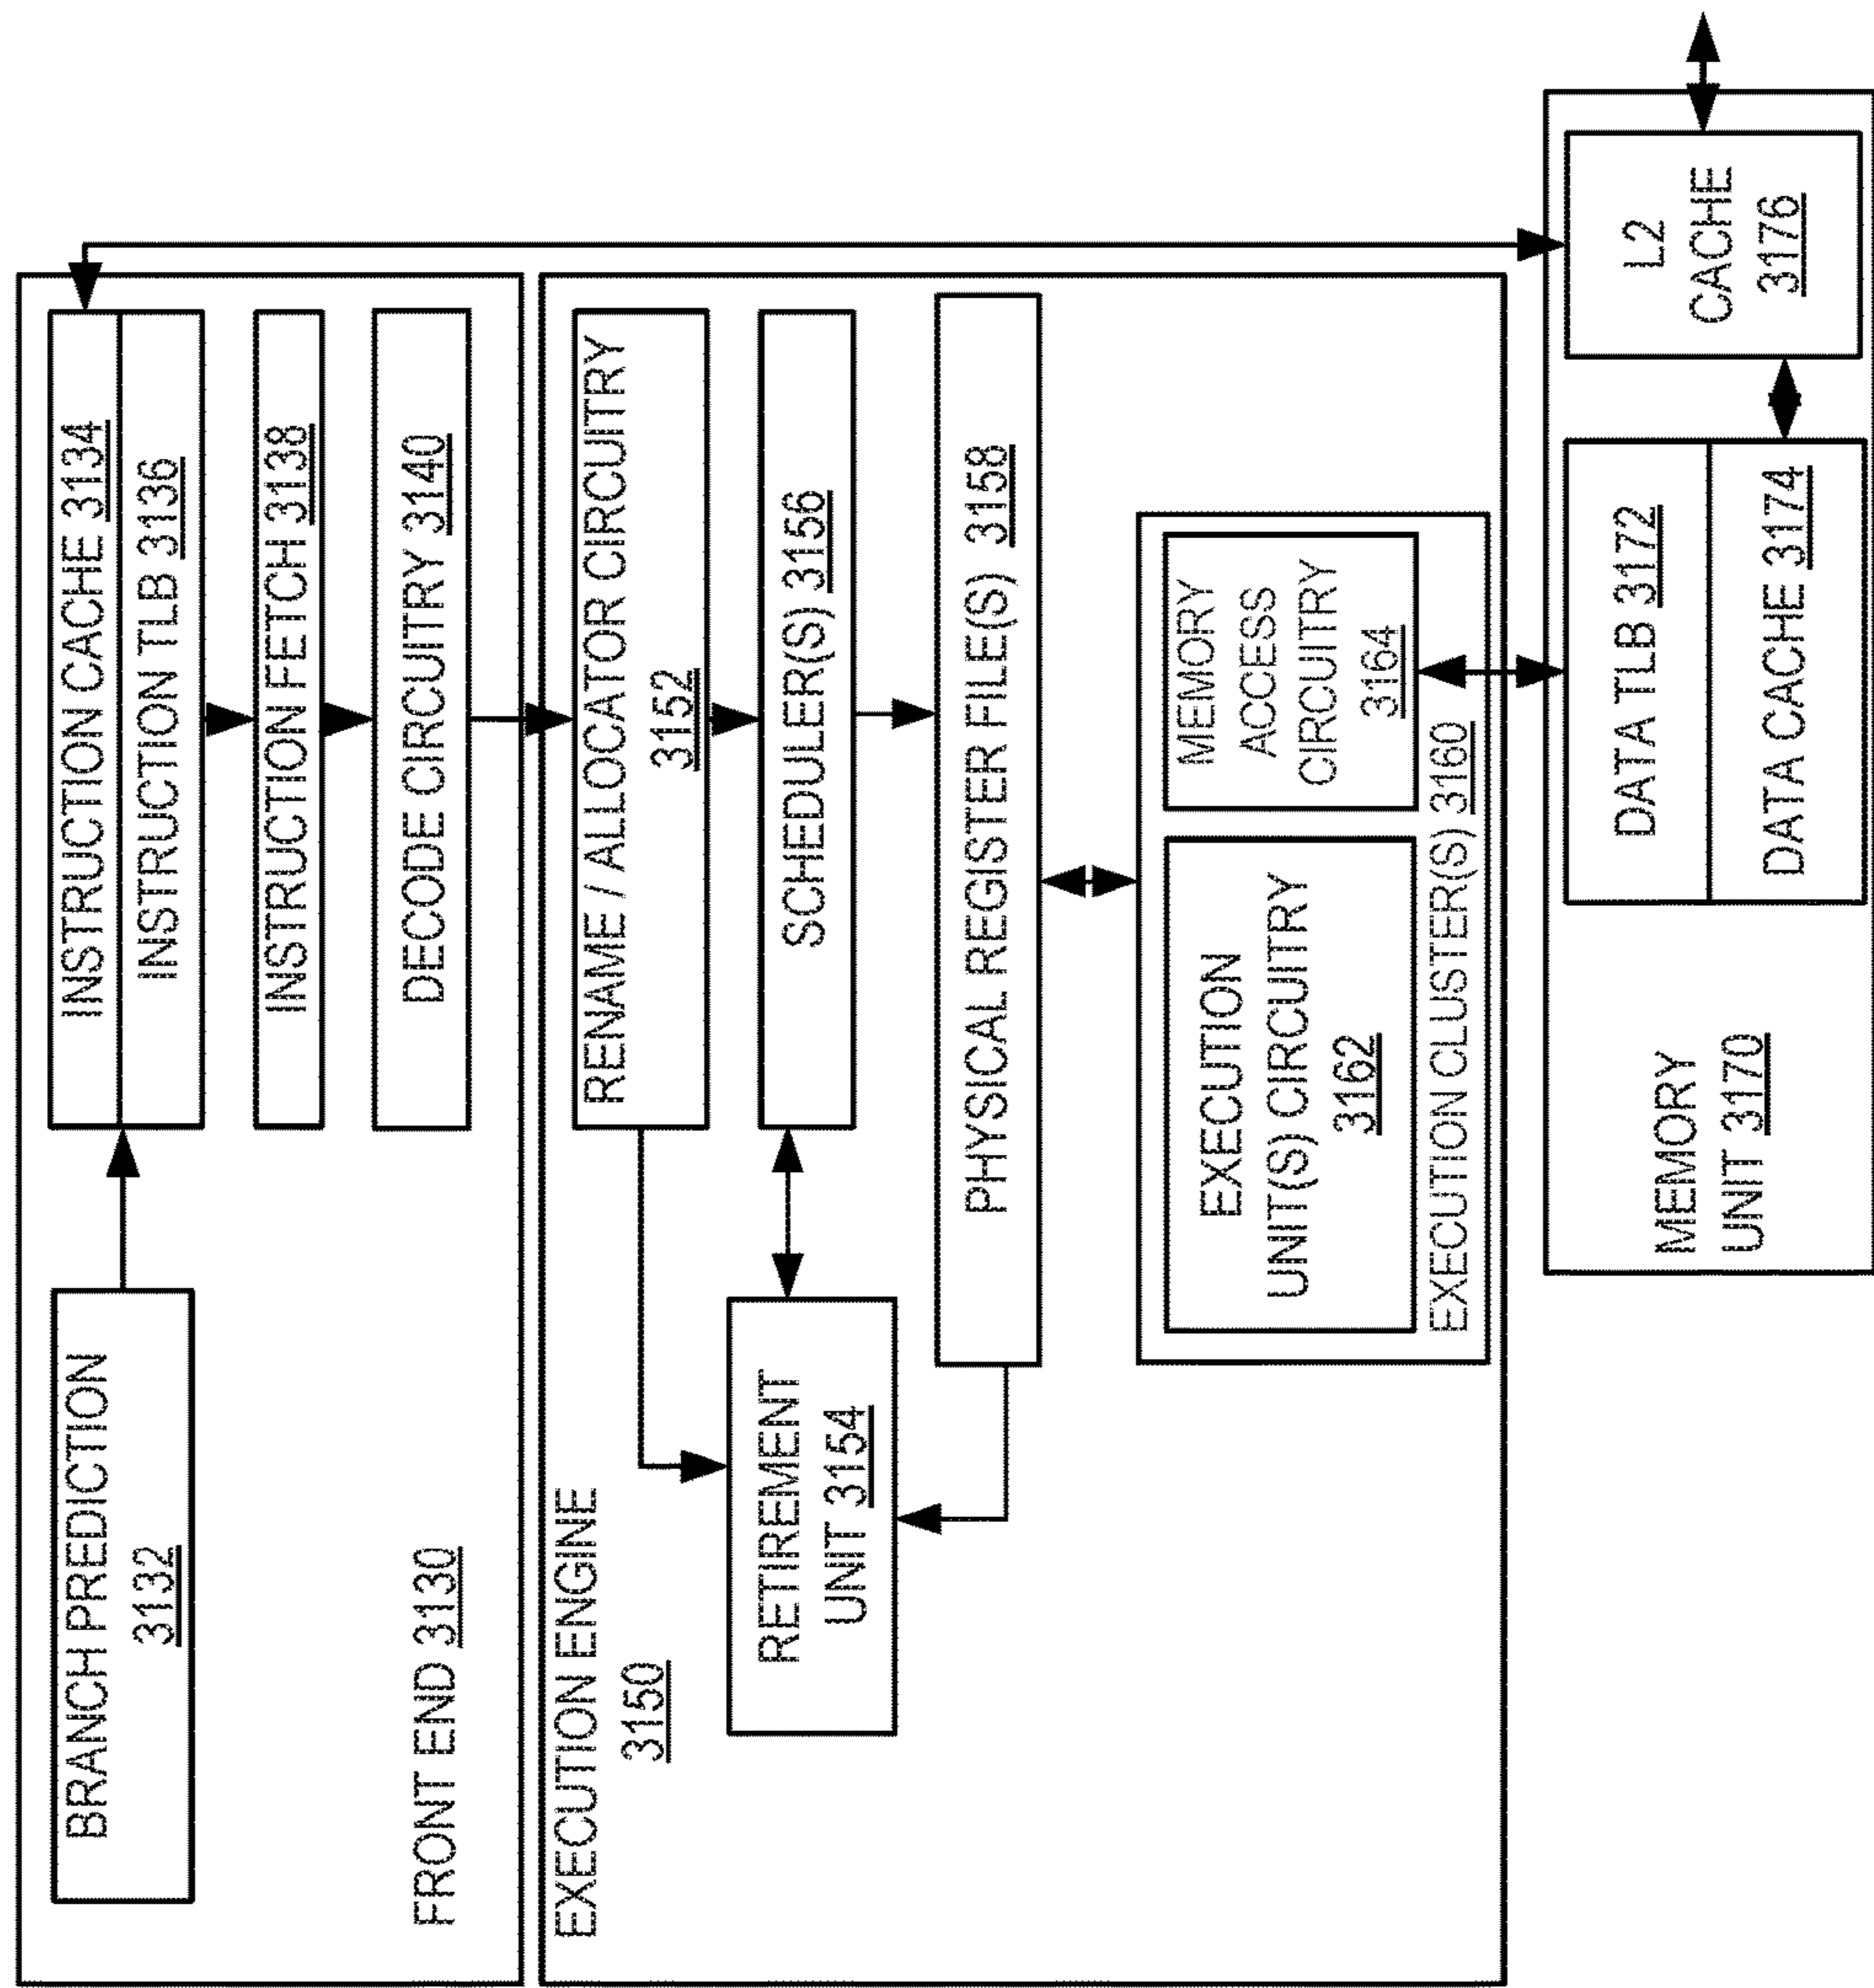 BRANCH PREDICTION
3132
INSTRUCTION CACHE 3134
INSTRUCTION TLB 3136
INSTRUCTION FETCH 3138
DECODE CIRCUITRY 3140
FRONT END 3130
EXECUTION ENGINE
3150
RENAME / ALLOCATOR CIRCUITRY
3152
SCHEDULER(S) 3156
RETIREMENT
UNIT 3154
PHYSICAL REGISTER FILE(S) 3158
EXECUTION
UNIT(S) CIRCUITRY
3162
MEMORY
ACCESS
CIRCUITRY
3164
EXECUTION CLUSTER(S) 3160
MEMORY
UNIT 3170
DATA TLB 3172
DATA CACHE 3174
L2
CACHE
3176